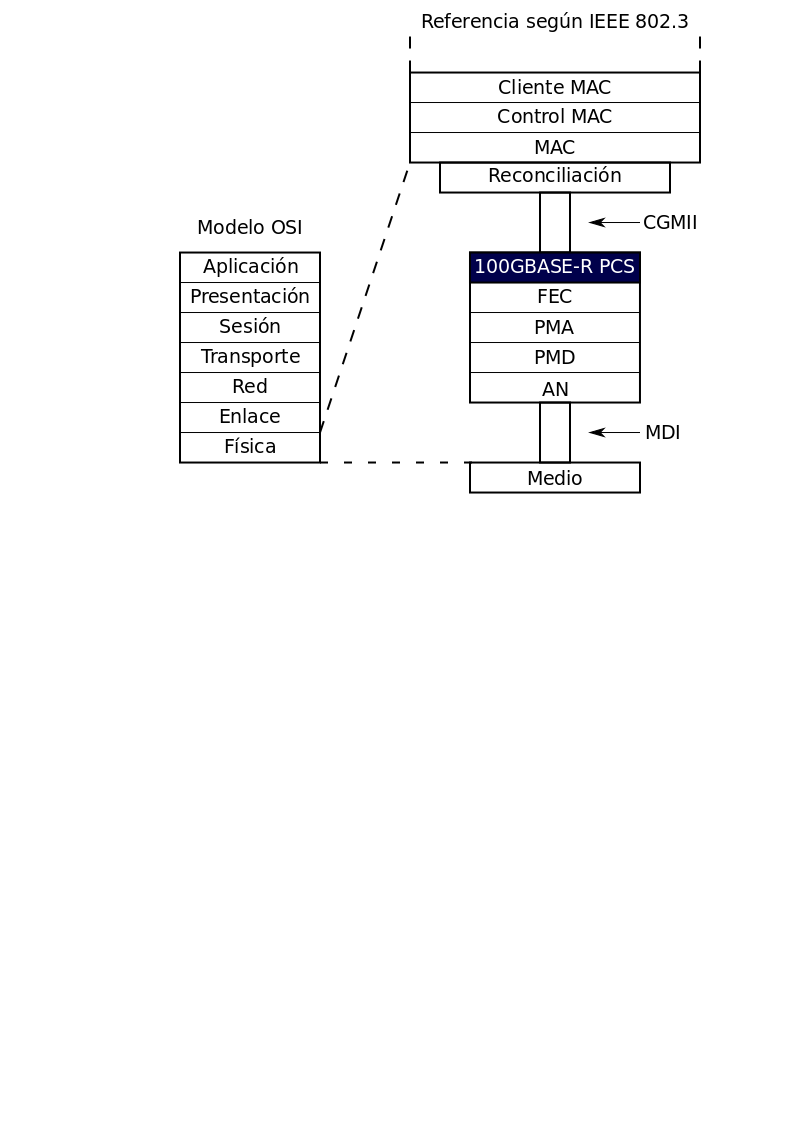 Referencia según IEEE 802.3
Cliente MAC
Control MAC
MAC
Reconciliación
CGMII
Modelo OSI
Aplicación
Presentación
Sesión
Transporte
Red
Enlace
Física
100GBASE-R PCS
FEC
PMA
PMD
AN
MDI
Medio